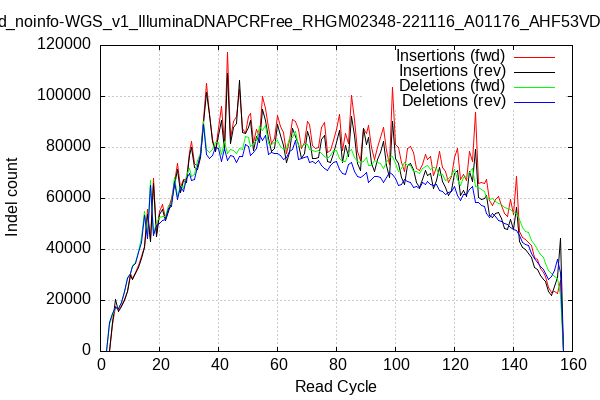 d_noinfo-WGS_v1_IlluminaDNAPCRFree_RHGM02348-221116_A01176_AHF53VD
Insertions (fwd)
Insertions (rev)
Deletions (fwd)
Deletions (rev)
120000
100000
80000
60000
40000
20000
0
Indel count
0 20 40 60 80 100 120 140 160
Read Cycle